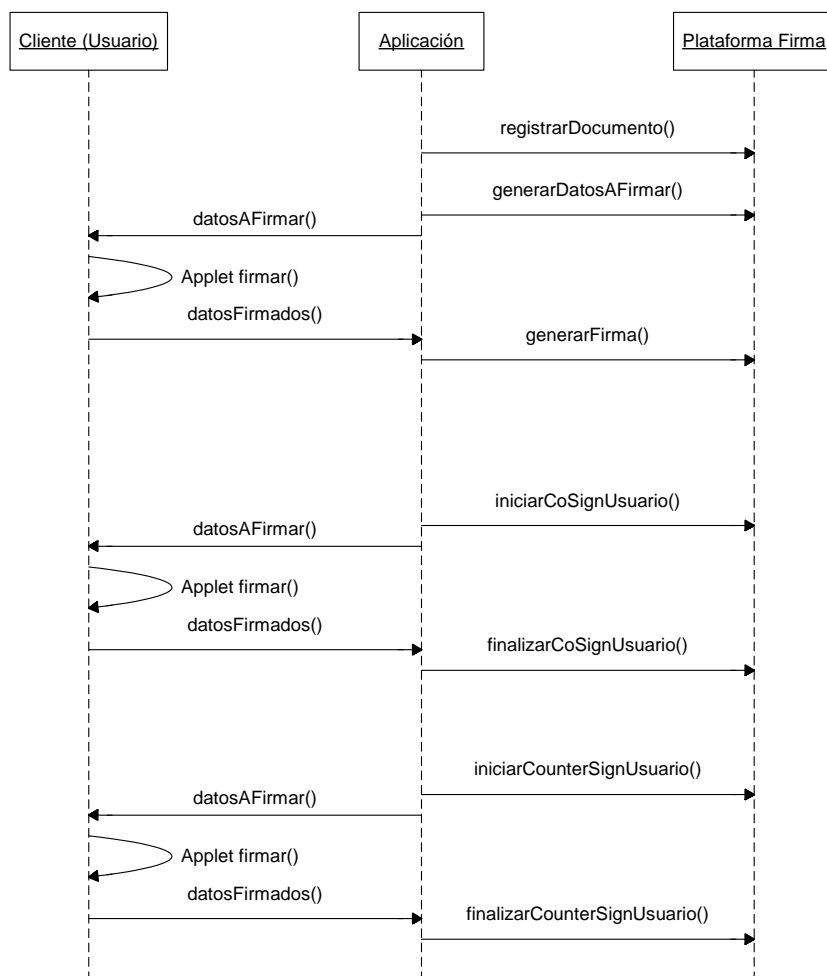 Cliente (Usuario)
Aplicación
Plataforma Firma
registrarDocumento()
generarDatosAFirmar()
datosAFirmar()
Applet firmar()
datosFirmados()
generarFirma()
iniciarCoSignUsuario()
datosAFirmar()
Applet firmar()
datosFirmados()
finalizarCoSignUsuario()
iniciarCounterSignUsuario()
datosAFirmar()
Applet firmar()
datosFirmados()
finalizarCounterSignUsuario()